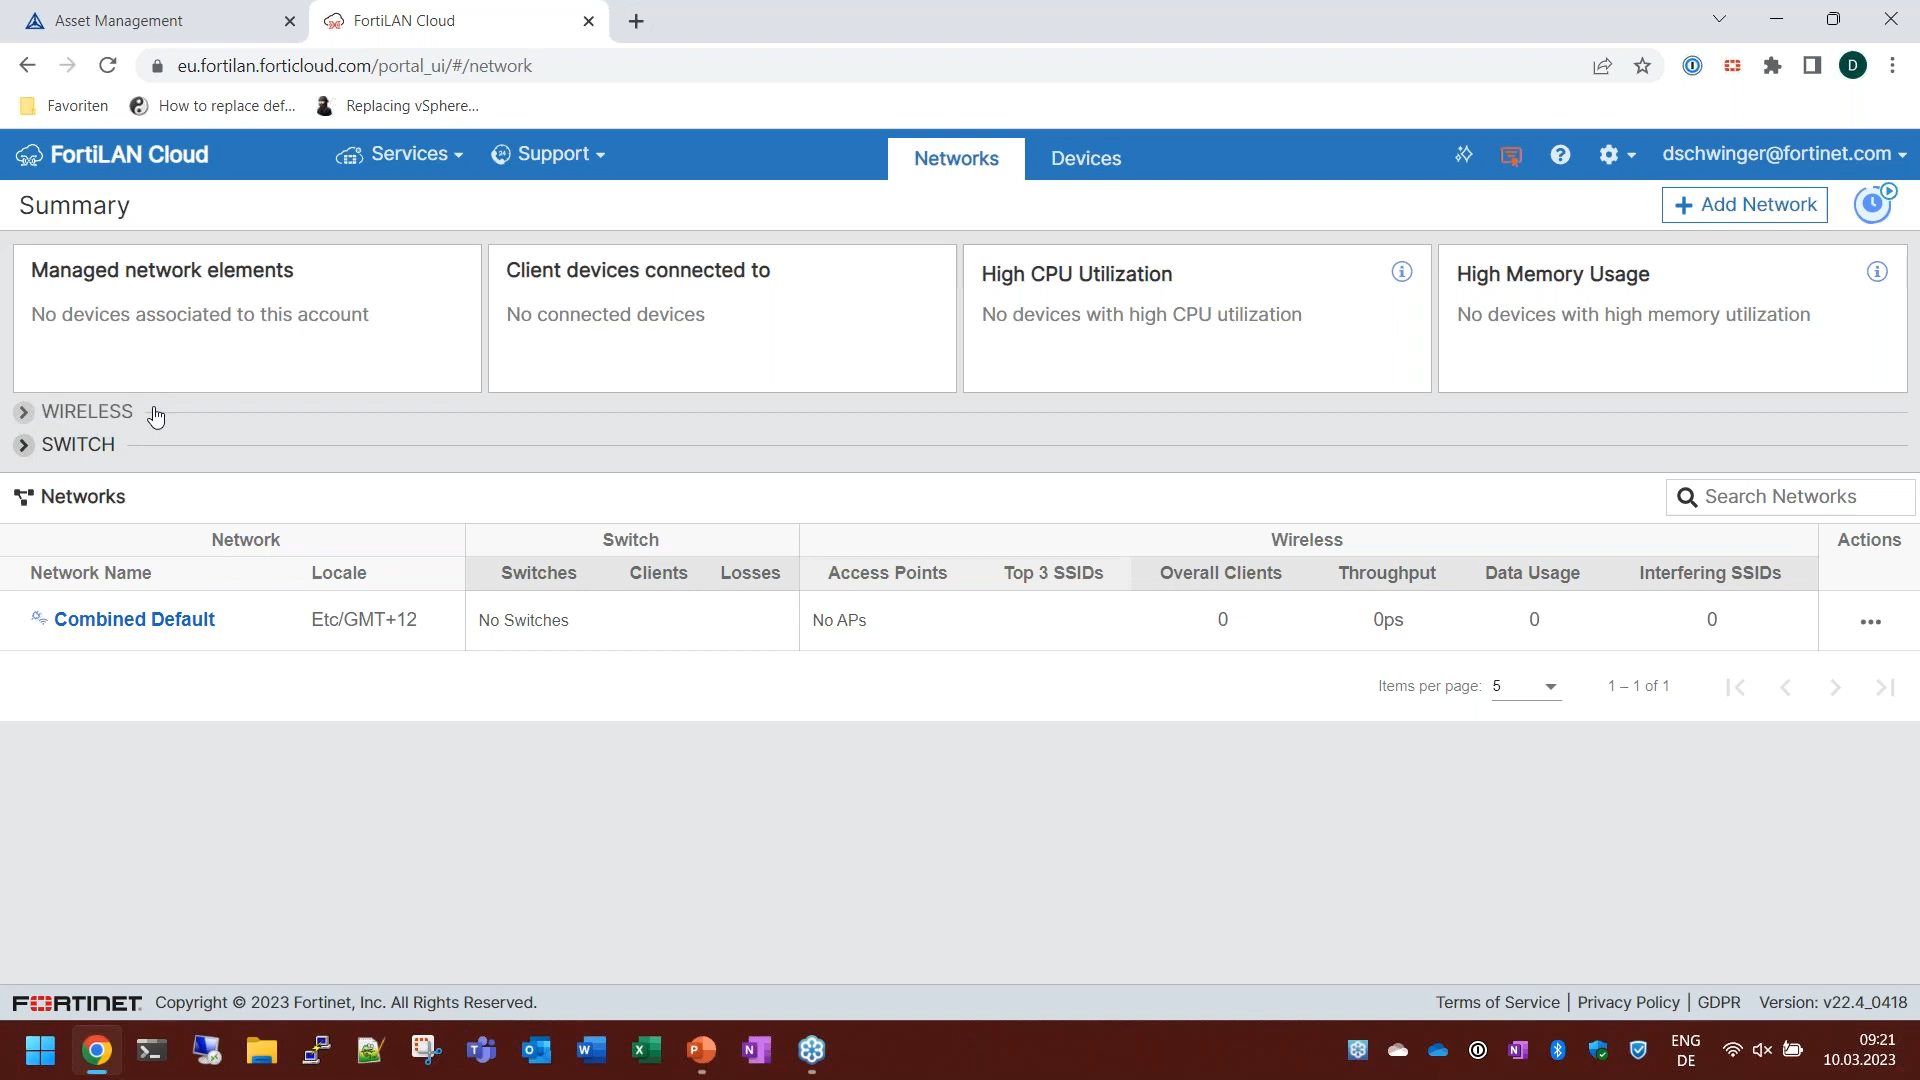 Asset Management
FortiLAN Cloud
eu.fortilan.forticloud.com/portal_ui/#/network
D
Favoriten
How to replace def...
Replacing vSphere...
FortiLAN Cloud
Services
Support
Networks
Devices
dschwinger@fortinet.com
Summary
Add Network
Managed network elements
No devices associated to this account
Client devices connected to
No connected devices
High CPU Utilization
No devices with high CPU utilization
High Memory Usage
No devices with high memory utilization
WIRELESS
SWITCH
Networks
Search Networks
Network Switch Wireless Actions
Network Name Locale Switches Clients Losses Access Points Top 3 SSIDs Overall Clients Throughput Data Usage Interfering SSIDs
Combined Default Etc/GMT+12 No Switches No APs 0 0ps 0 0
Items per page: 5 1 – 1 of 1
FORTINET Copyright © 2023 Fortinet, Inc. All Rights Reserved.
Terms of Service | Privacy Policy | GDPR Version: v22.4_0418
ENG
DE
09:21
10.03.2023